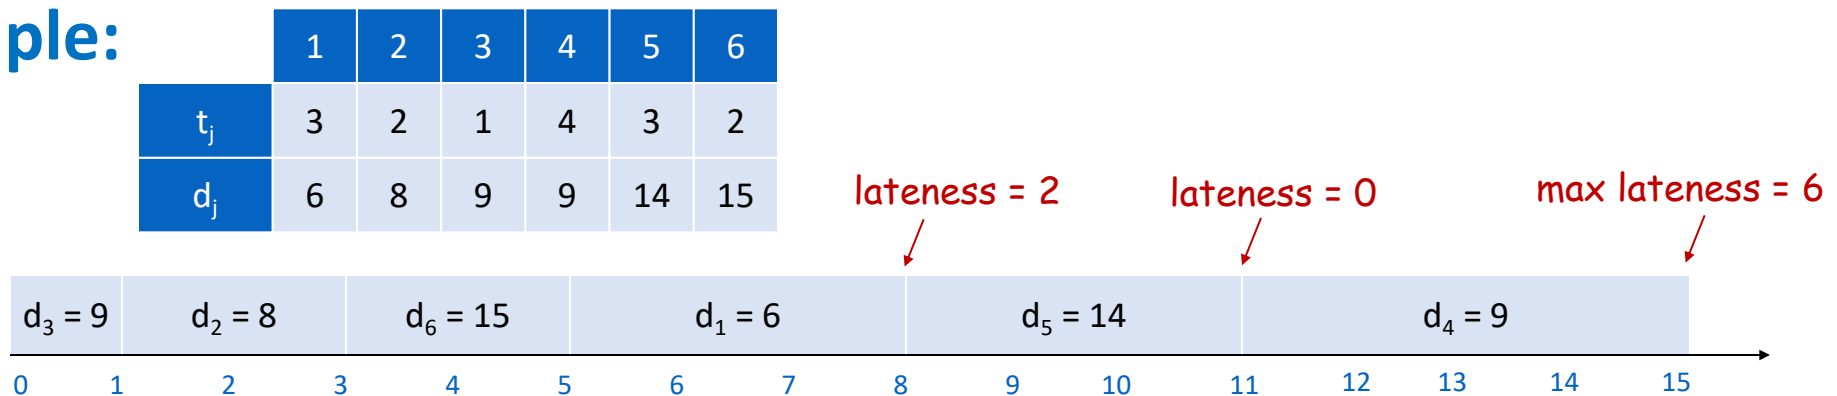 ple:
1 2 3 4 5 6
tj 3 2 1 4 3 2
dj 6 8 9 9 14 15
lateness = 2 lateness = 0 max lateness = 6
d3 = 9 d2 = 8 d6 = 15 d1 = 6 d5 = 14 d4 = 9
0 1 2 3 4 5 6 7 8 9 10 11 12 13 14 15